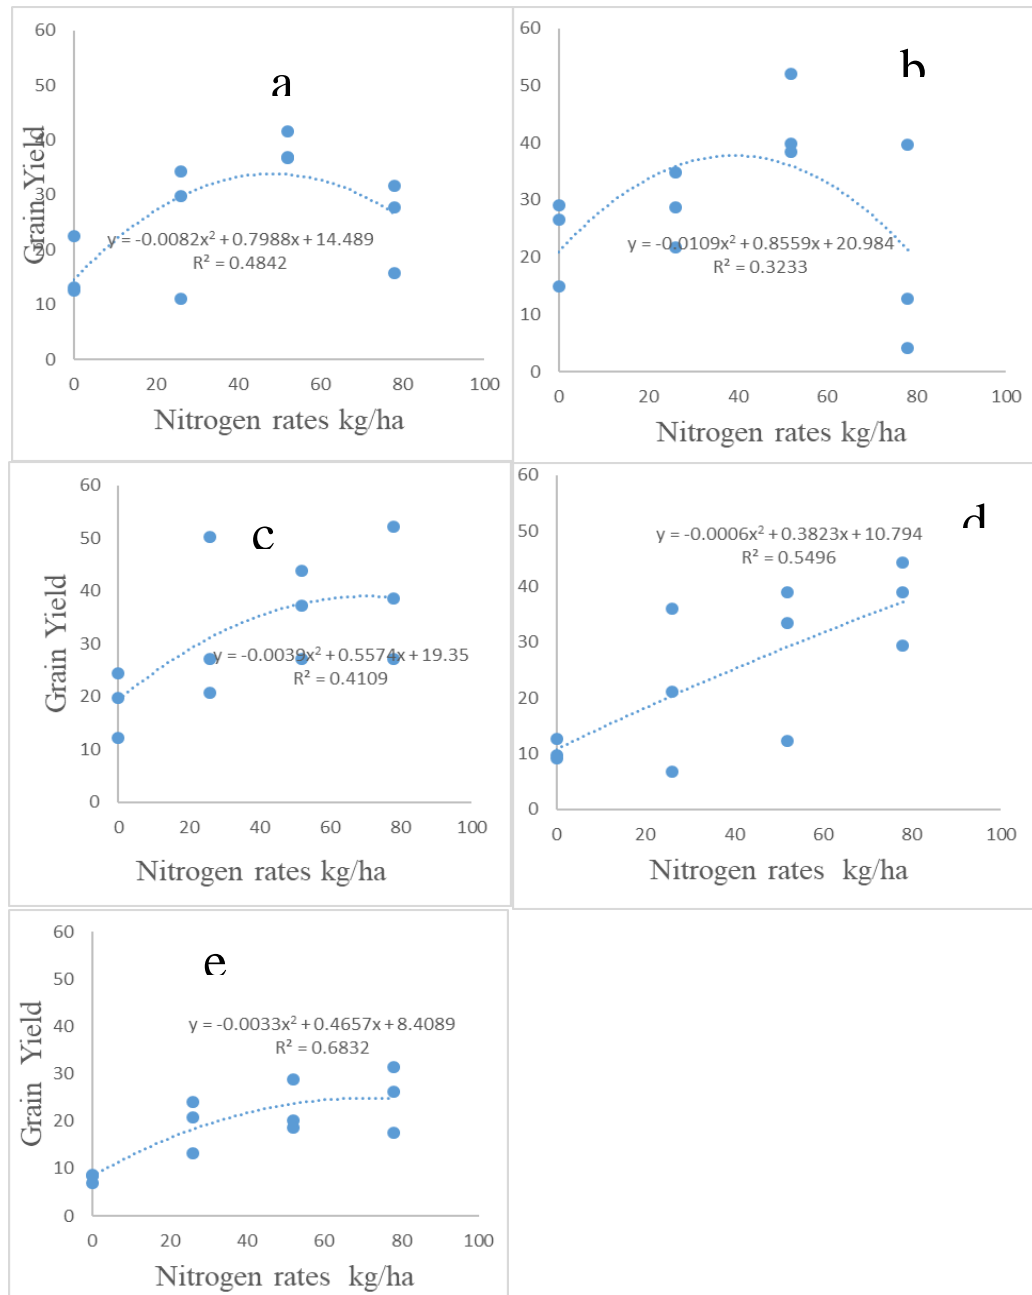 a
60
50
40
30
20
10
0
Grain Yield
y = -0.0082x² + 0.7988x + 14.489
R² = 0.4842
0 20 40 60 80 100
Nitrogen rates kg/ha
b
60
50
40
30
20
10
0
y = -0.0109x² + 0.8559x + 20.984
R² = 0.3233
0 20 40 60 80 100
Nitrogen rates kg/ha
c
60
50
40
30
20
10
0
Grain Yield
y = -0.0039x² + 0.5574x + 19.35
R² = 0.4109
0 20 40 60 80 100
Nitrogen rates kg/ha
d
60
50
40
30
20
10
0
y = -0.0006x² + 0.3823x + 10.794
R² = 0.5496
0 20 40 60 80 100
Nitrogen rates kg/ha
e
60
50
40
30
20
10
0
Grain Yield
y = -0.0033x² + 0.4657x + 8.4089
R² = 0.6832
0 20 40 60 80 100
Nitrogen rates kg/ha